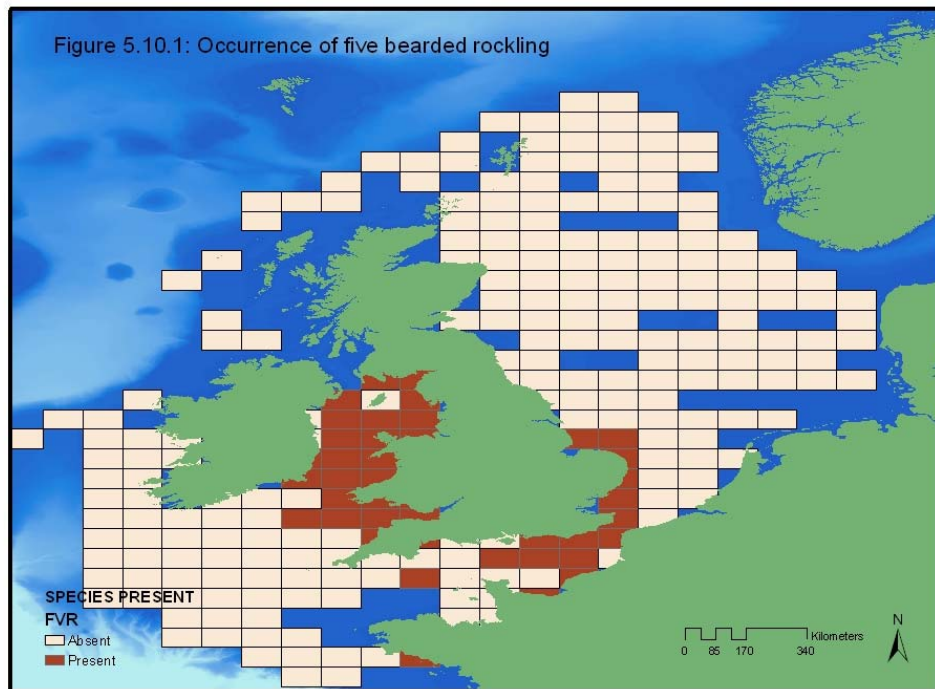 Figure 5.10.1: Occurrence of five bearded rockling
SPECIES PRESENT
FVR
Absent
Present
N
Kilometers
0 85 170 340